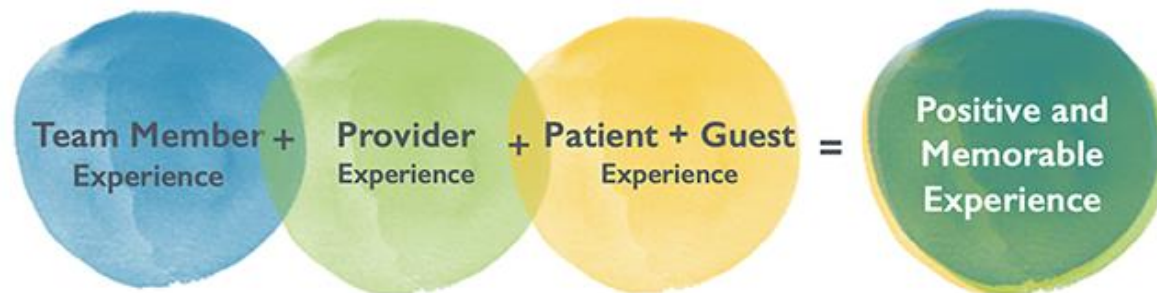 Team Member + Provider + Patient + Guest = Positive and
Experience Experience Experience Memorable
Experience